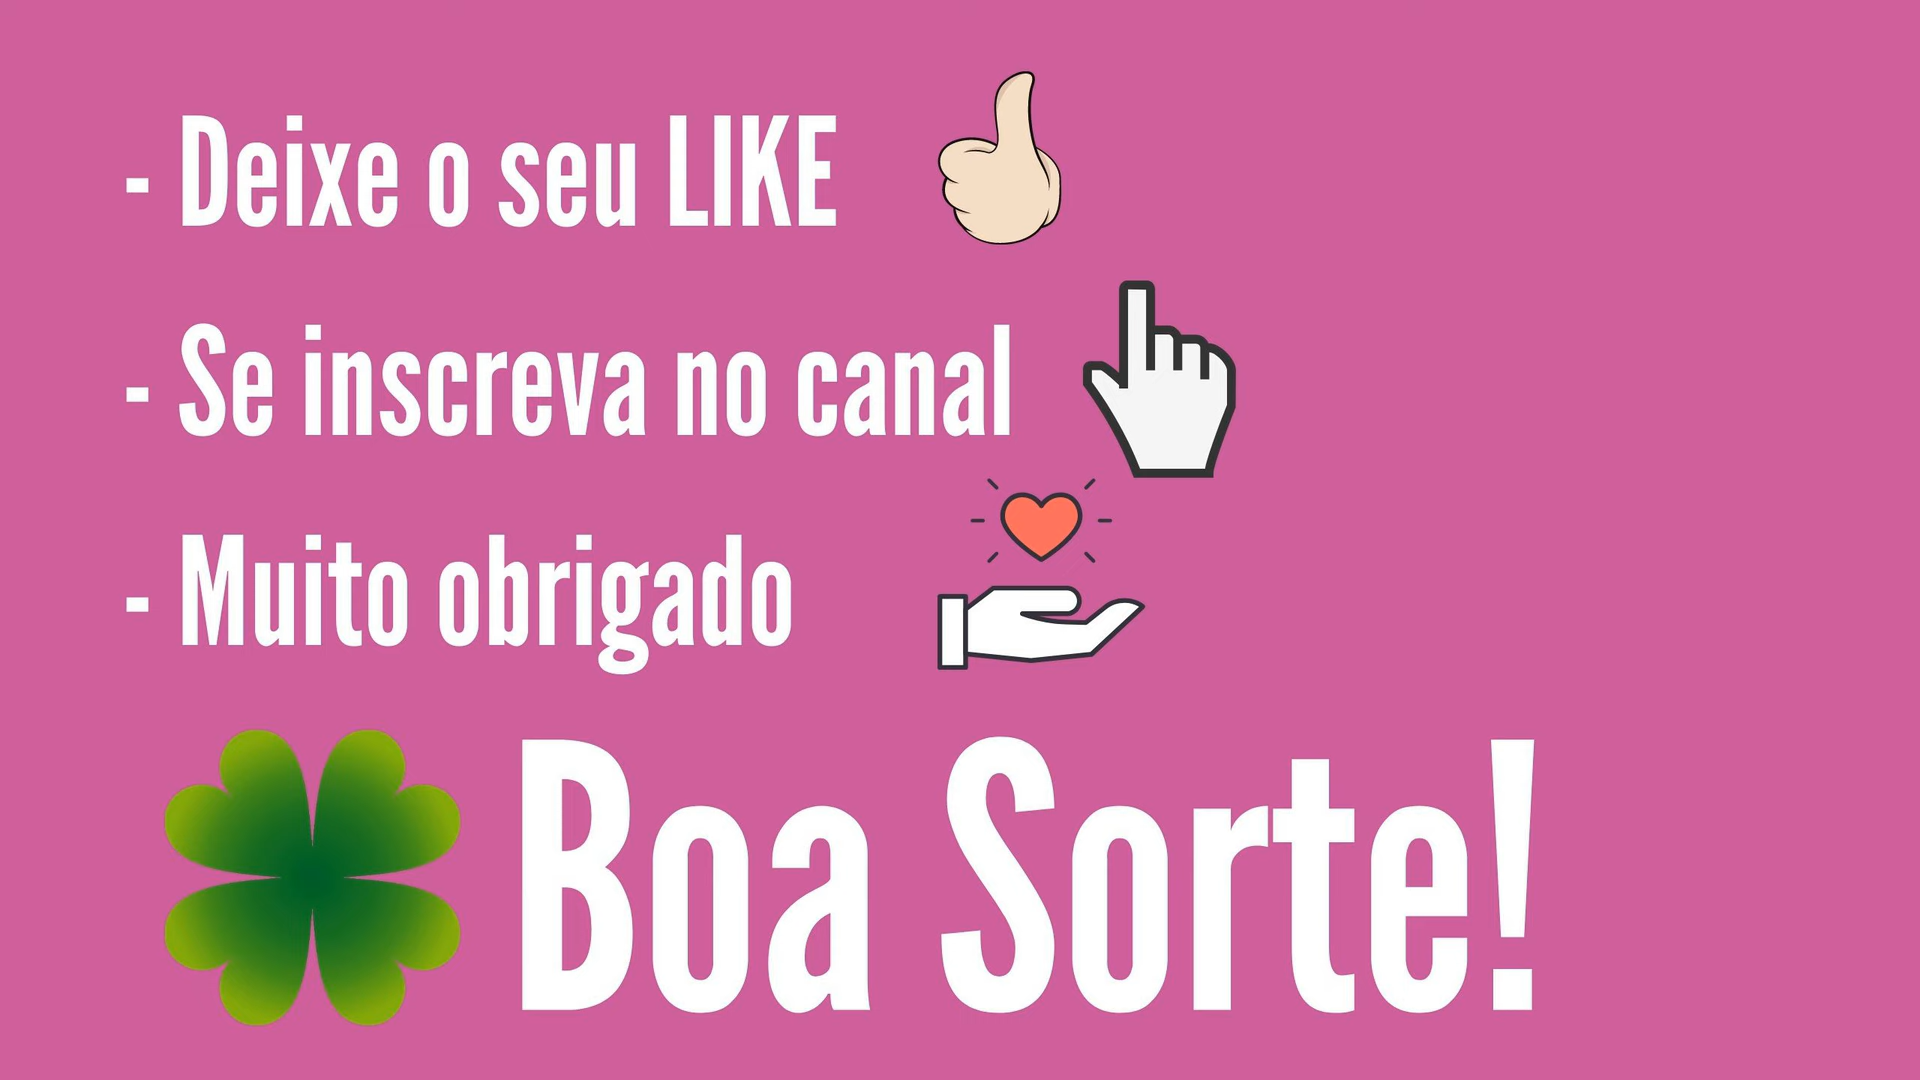 - Deixe o seu LIKE
- Se inscreva no canal
- Muito obrigado
Boa Sorte!